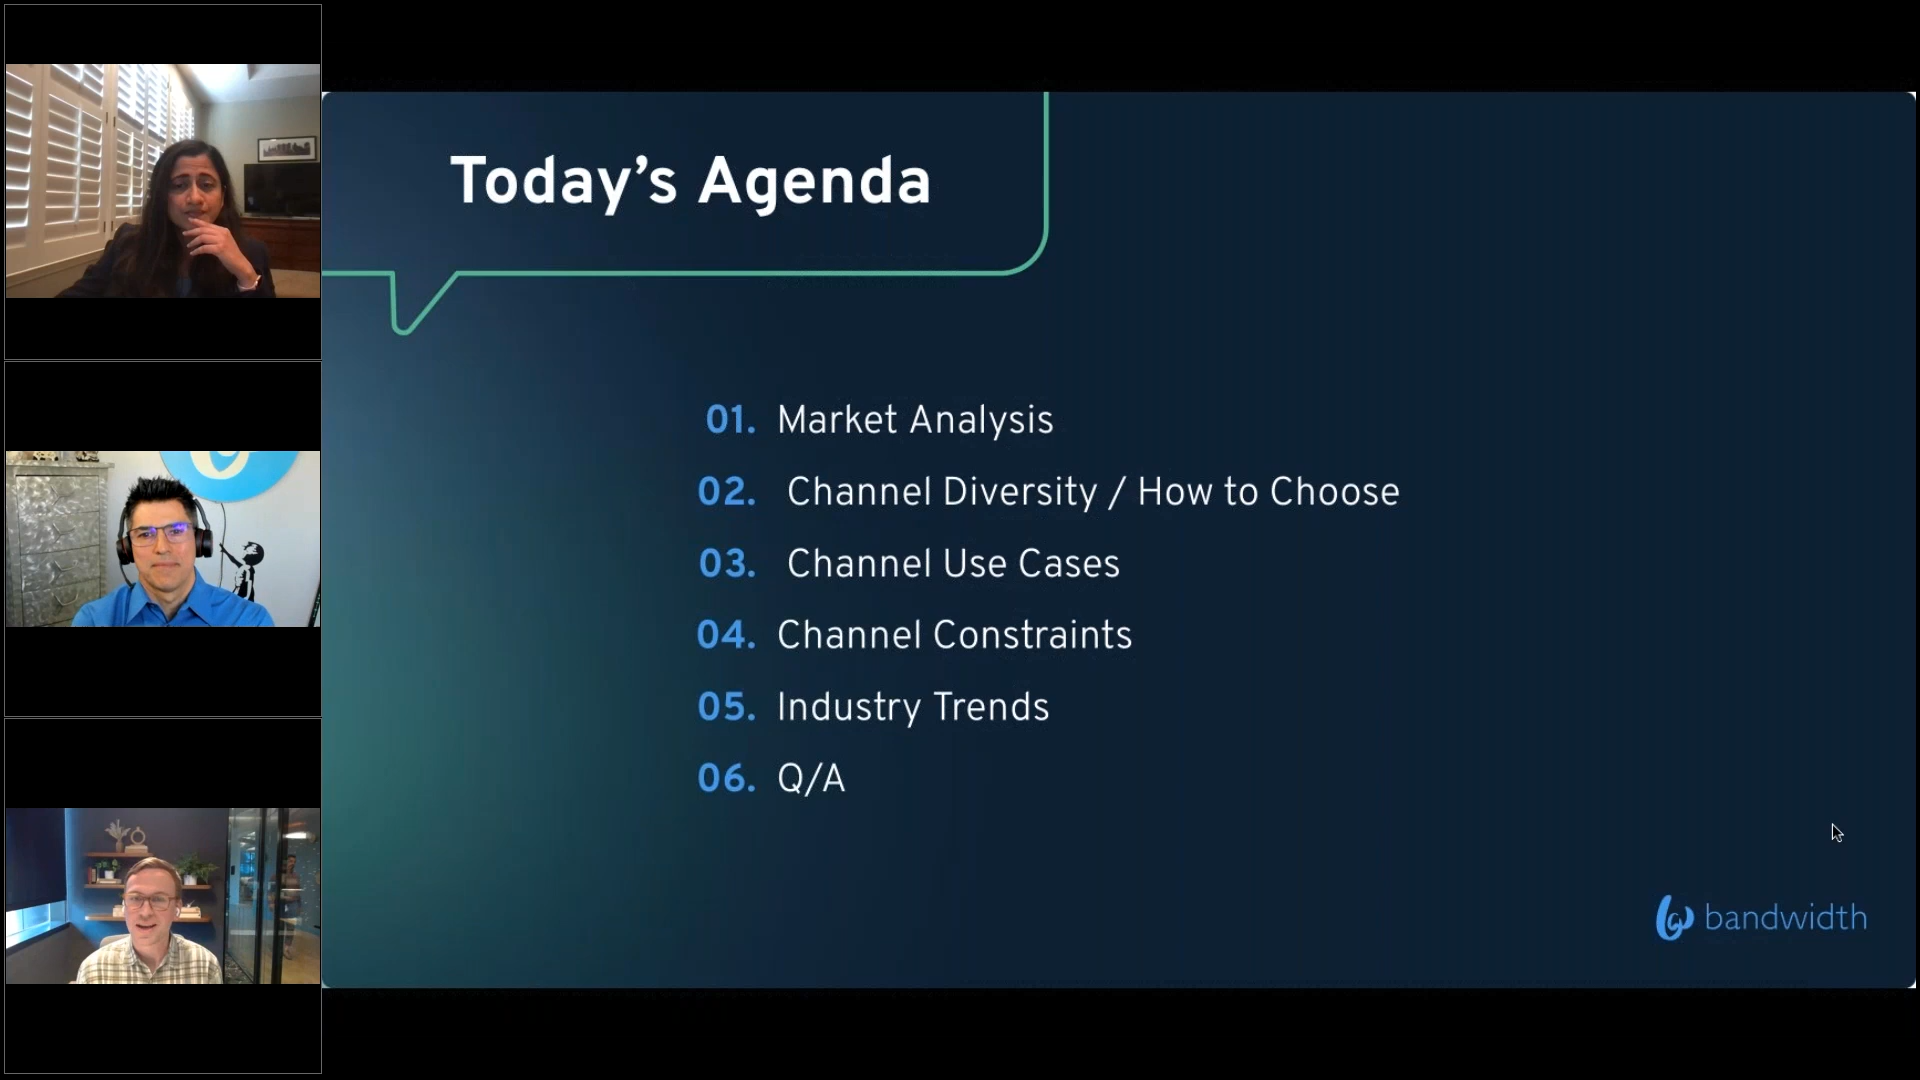 Today’s Agenda
01. Market Analysis
02. Channel Diversity / How to Choose
03. Channel Use Cases
04. Channel Constraints
05. Industry Trends
06. Q/A
bandwidth